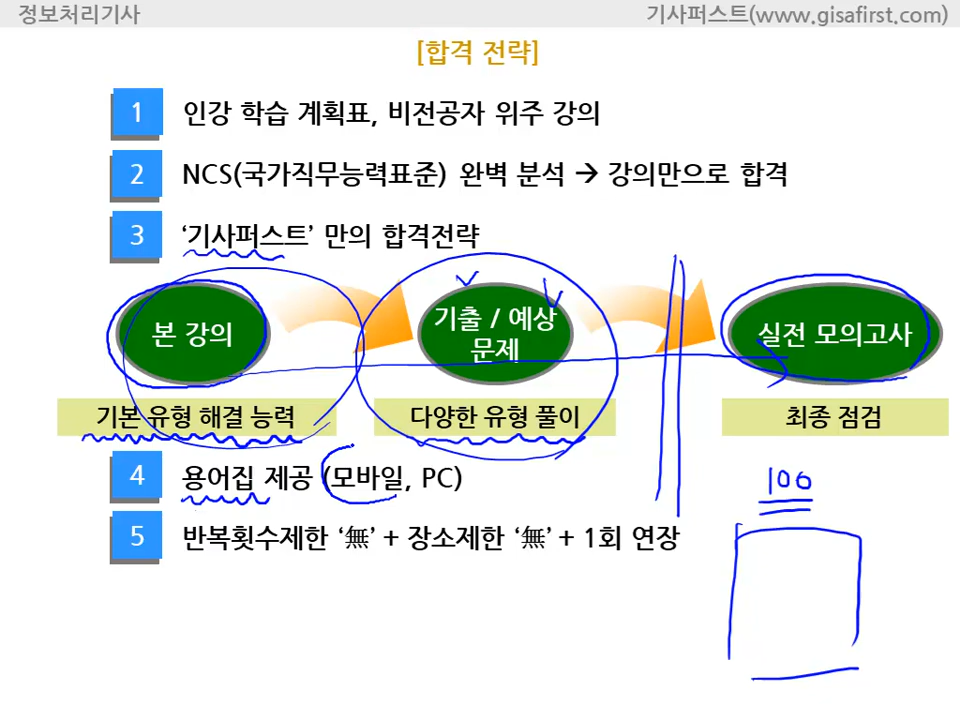 정보처리기사
기사퍼스트(www.gisafirst.com)
[합격 전략]
1 인강 학습 계획표, 비전공자 위주 강의
2 NCS(국가직무능력표준) 완벽 분석 → 강의만으로 합격
3 ‘기사퍼스트’ 만의 합격전략
본 강의
기출 / 예상
문제
실전 모의고사
기본 유형 해결 능력
다양한 유형 풀이
최종 점검
4 용어집 제공 (모바일, PC)
100
5 반복횟수제한 ‘無’ + 장소제한 ‘無’ + 1회 연장